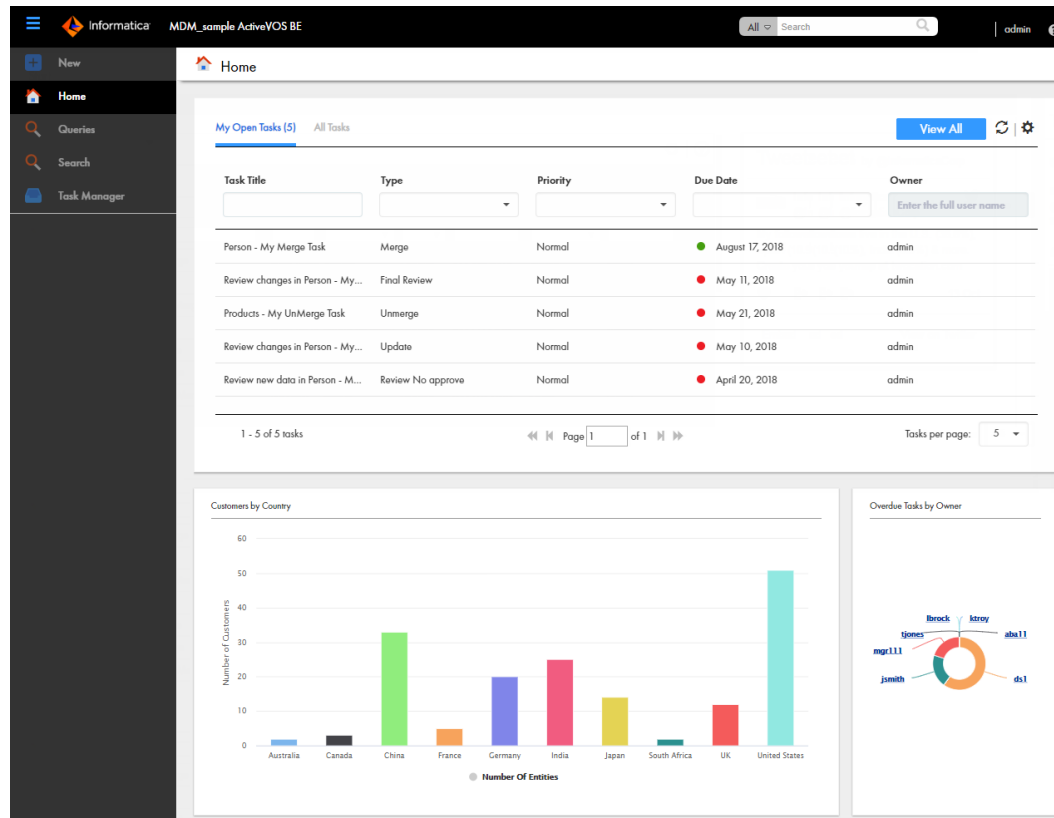 Informatica MDM_sample ActiveVOS BE All Search admin
New
Home
Queries
Search
Task Manager
Home
My Open Tasks (5) All Tasks View All
Task Title Type Priority Due Date Owner
Enter the full user name
Person - My Merge Task Merge Normal August 17, 2018 admin
Review changes in Person - My... Final Review Normal May 11, 2018 admin
Products - My UnMerge Task Unmerge Normal May 21, 2018 admin
Review changes in Person - My... Update Normal May 10, 2018 admin
Review new data in Person - M... Review No approve Normal April 20, 2018 admin
1 - 5 of 5 tasks Page 1 of 1 Tasks per page: 5
Customers by Country
60
50
40
30
20
10
0
Number of Customers
Australia Canada China France Germany India Japan South Africa UK United States
Number Of Entities
Overdue Tasks by Owner
lbrock ktroy
tjones aba11
mgr111
jsmith ds1